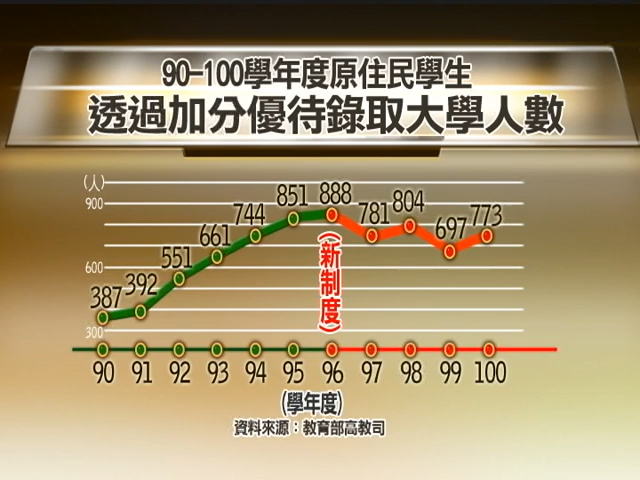 90-100學年度原住民學生
透過加分優待錄取大學人數
(人)
900
600
300
387 392 551 661 744 851 888 781 804 697 773
(新制度)
90 91 92 93 94 95 96 97 98 99 100
(學年度)
資料來源：教育部高教司